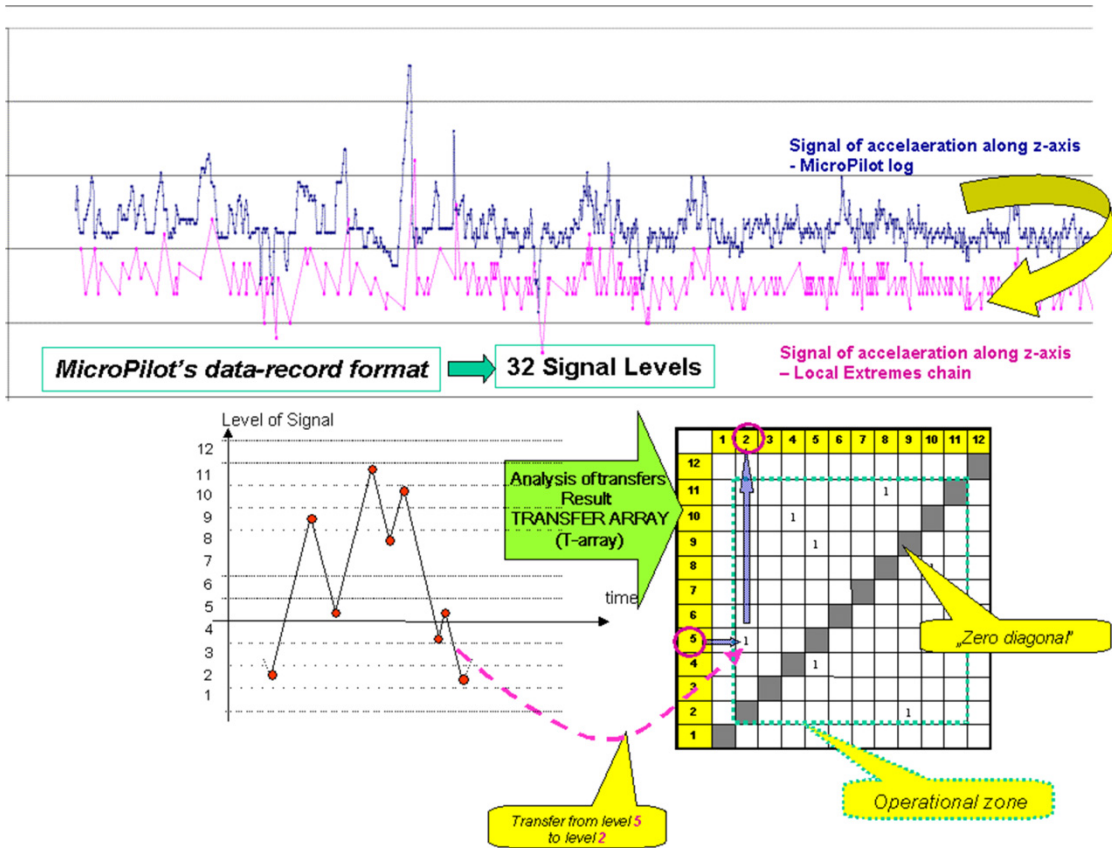 Signal of accelaeration along z-axis
- MicroPilot log
MicroPilot's data-record format
32 Signal Levels
Signal of accelaeration along z-axis
– Local Extremes chain
Level of Signal
12
11
10
9
8
7
6
5
4
3
2
1
time
Analysis of transfers
Result
TRANSFER ARRAY
(T-array)
1 2 3 4 5 6 7 8 9 10 11 12
12
11 1
10 1
9 1
8 1
7
6
5 1
4 1
3
2 1
1
„Zero diagonal"
Operational zone
Transfer from level 5
to level 2